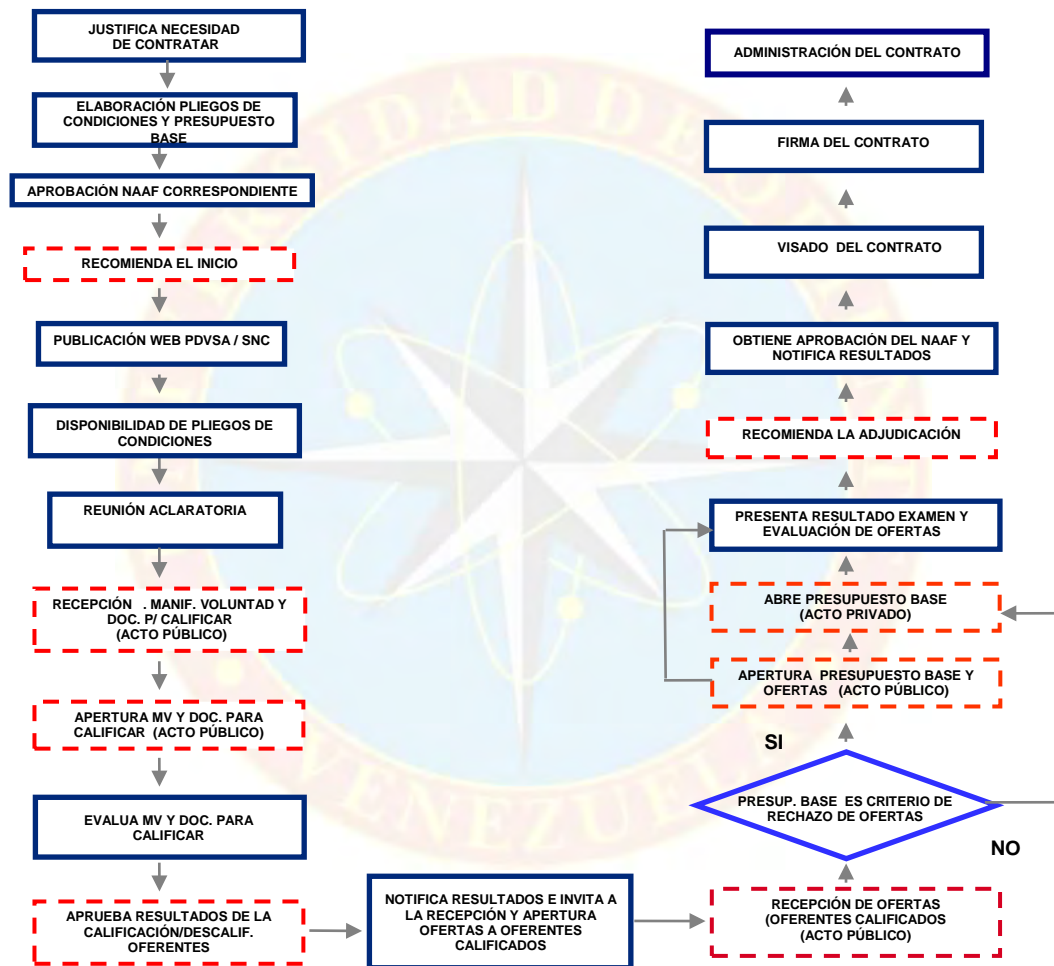 JUSTIFICA NECESIDAD
DE CONTRATAR
ELABORACIÓN PLIEGOS DE
CONDICIONES Y PRESUPUESTO
BASE
APROBACIÓN NAAF CORRESPONDIENTE
RECOMIENDA EL INICIO
PUBLICACIÓN WEB PDVSA / SNC
DISPONIBILIDAD DE PLIEGOS DE
CONDICIONES
REUNIÓN ACLARATORIA
RECEPCIÓN . MANIF. VOLUNTAD Y
DOC. P/ CALIFICAR
(ACTO PÚBLICO)
APERTURA MV Y DOC. PARA
CALIFICAR (ACTO PÚBLICO)
EVALUA MV Y DOC. PARA
CALIFICAR
APRUEBA RESULTADOS DE LA
CALIFICACIÓN/DESCALIF.
OFERENTES
NOTIFICA RESULTADOS E INVITA A
LA RECEPCIÓN Y APERTURA
OFERTAS A OFERENTES
CALIFICADOS
RECEPCIÓN DE OFERTAS
(OFERENTES CALIFICADOS
(ACTO PÚBLICO)
PRESUP. BASE ES CRITERIO DE
RECHAZO DE OFERTAS
SI
NO
APERTURA PRESUPUESTO BASE Y
OFERTAS (ACTO PÚBLICO)
ABRE PRESUPUESTO BASE
(ACTO PRIVADO)
PRESENTA RESULTADO EXAMEN Y
EVALUACIÓN DE OFERTAS
RECOMIENDA LA ADJUDICACIÓN
OBTIENE APROBACIÓN DEL NAAF Y
NOTIFICA RESULTADOS
VISADO DEL CONTRATO
FIRMA DEL CONTRATO
ADMINISTRACIÓN DEL CONTRATO
VENEZUELA